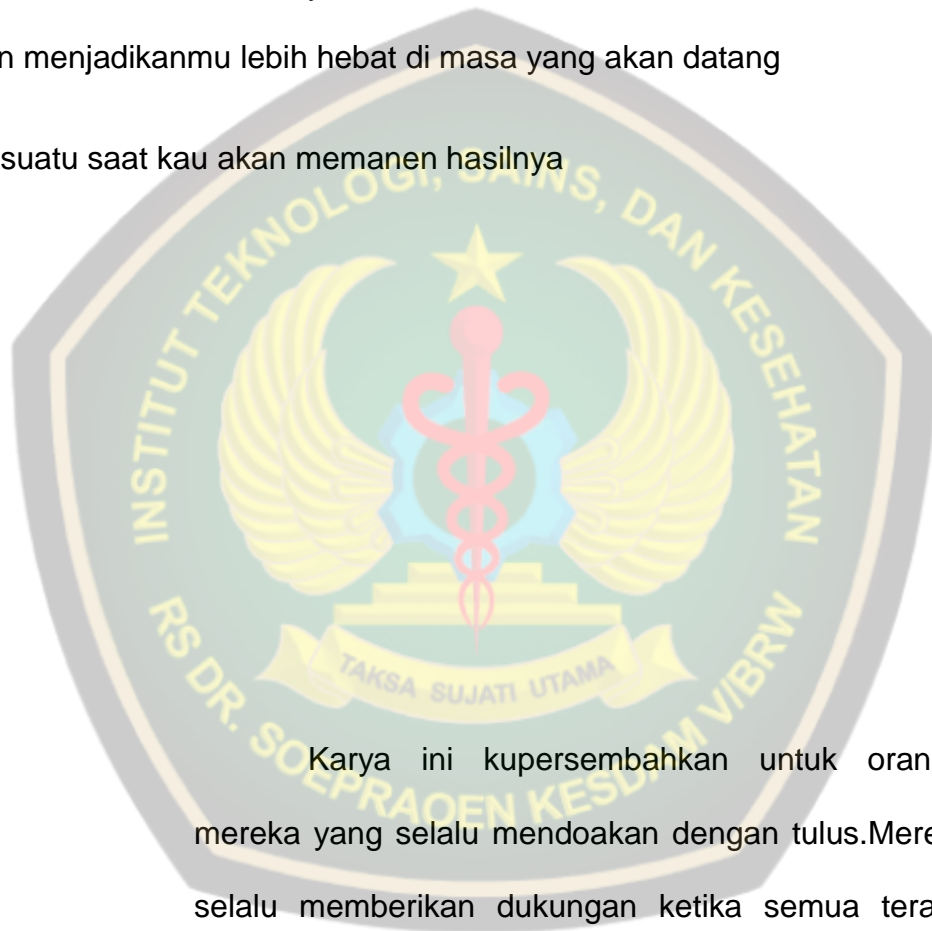 n menjadikanmu lebih hebat di masa yang akan datang
suatu saat kau akan memanen hasilnya
INSTITUT TEKNOLOGI, SAINS, DAN KESEHATAN
TAKSA SUJATI UTAMA
RS DR. SOEPRAOEN KESDAM V/BRW
Karya ini kupersembahkan untuk oran
mereka yang selalu mendoakan dengan tulus.Mere
selalu memberikan dukungan ketika semua tera